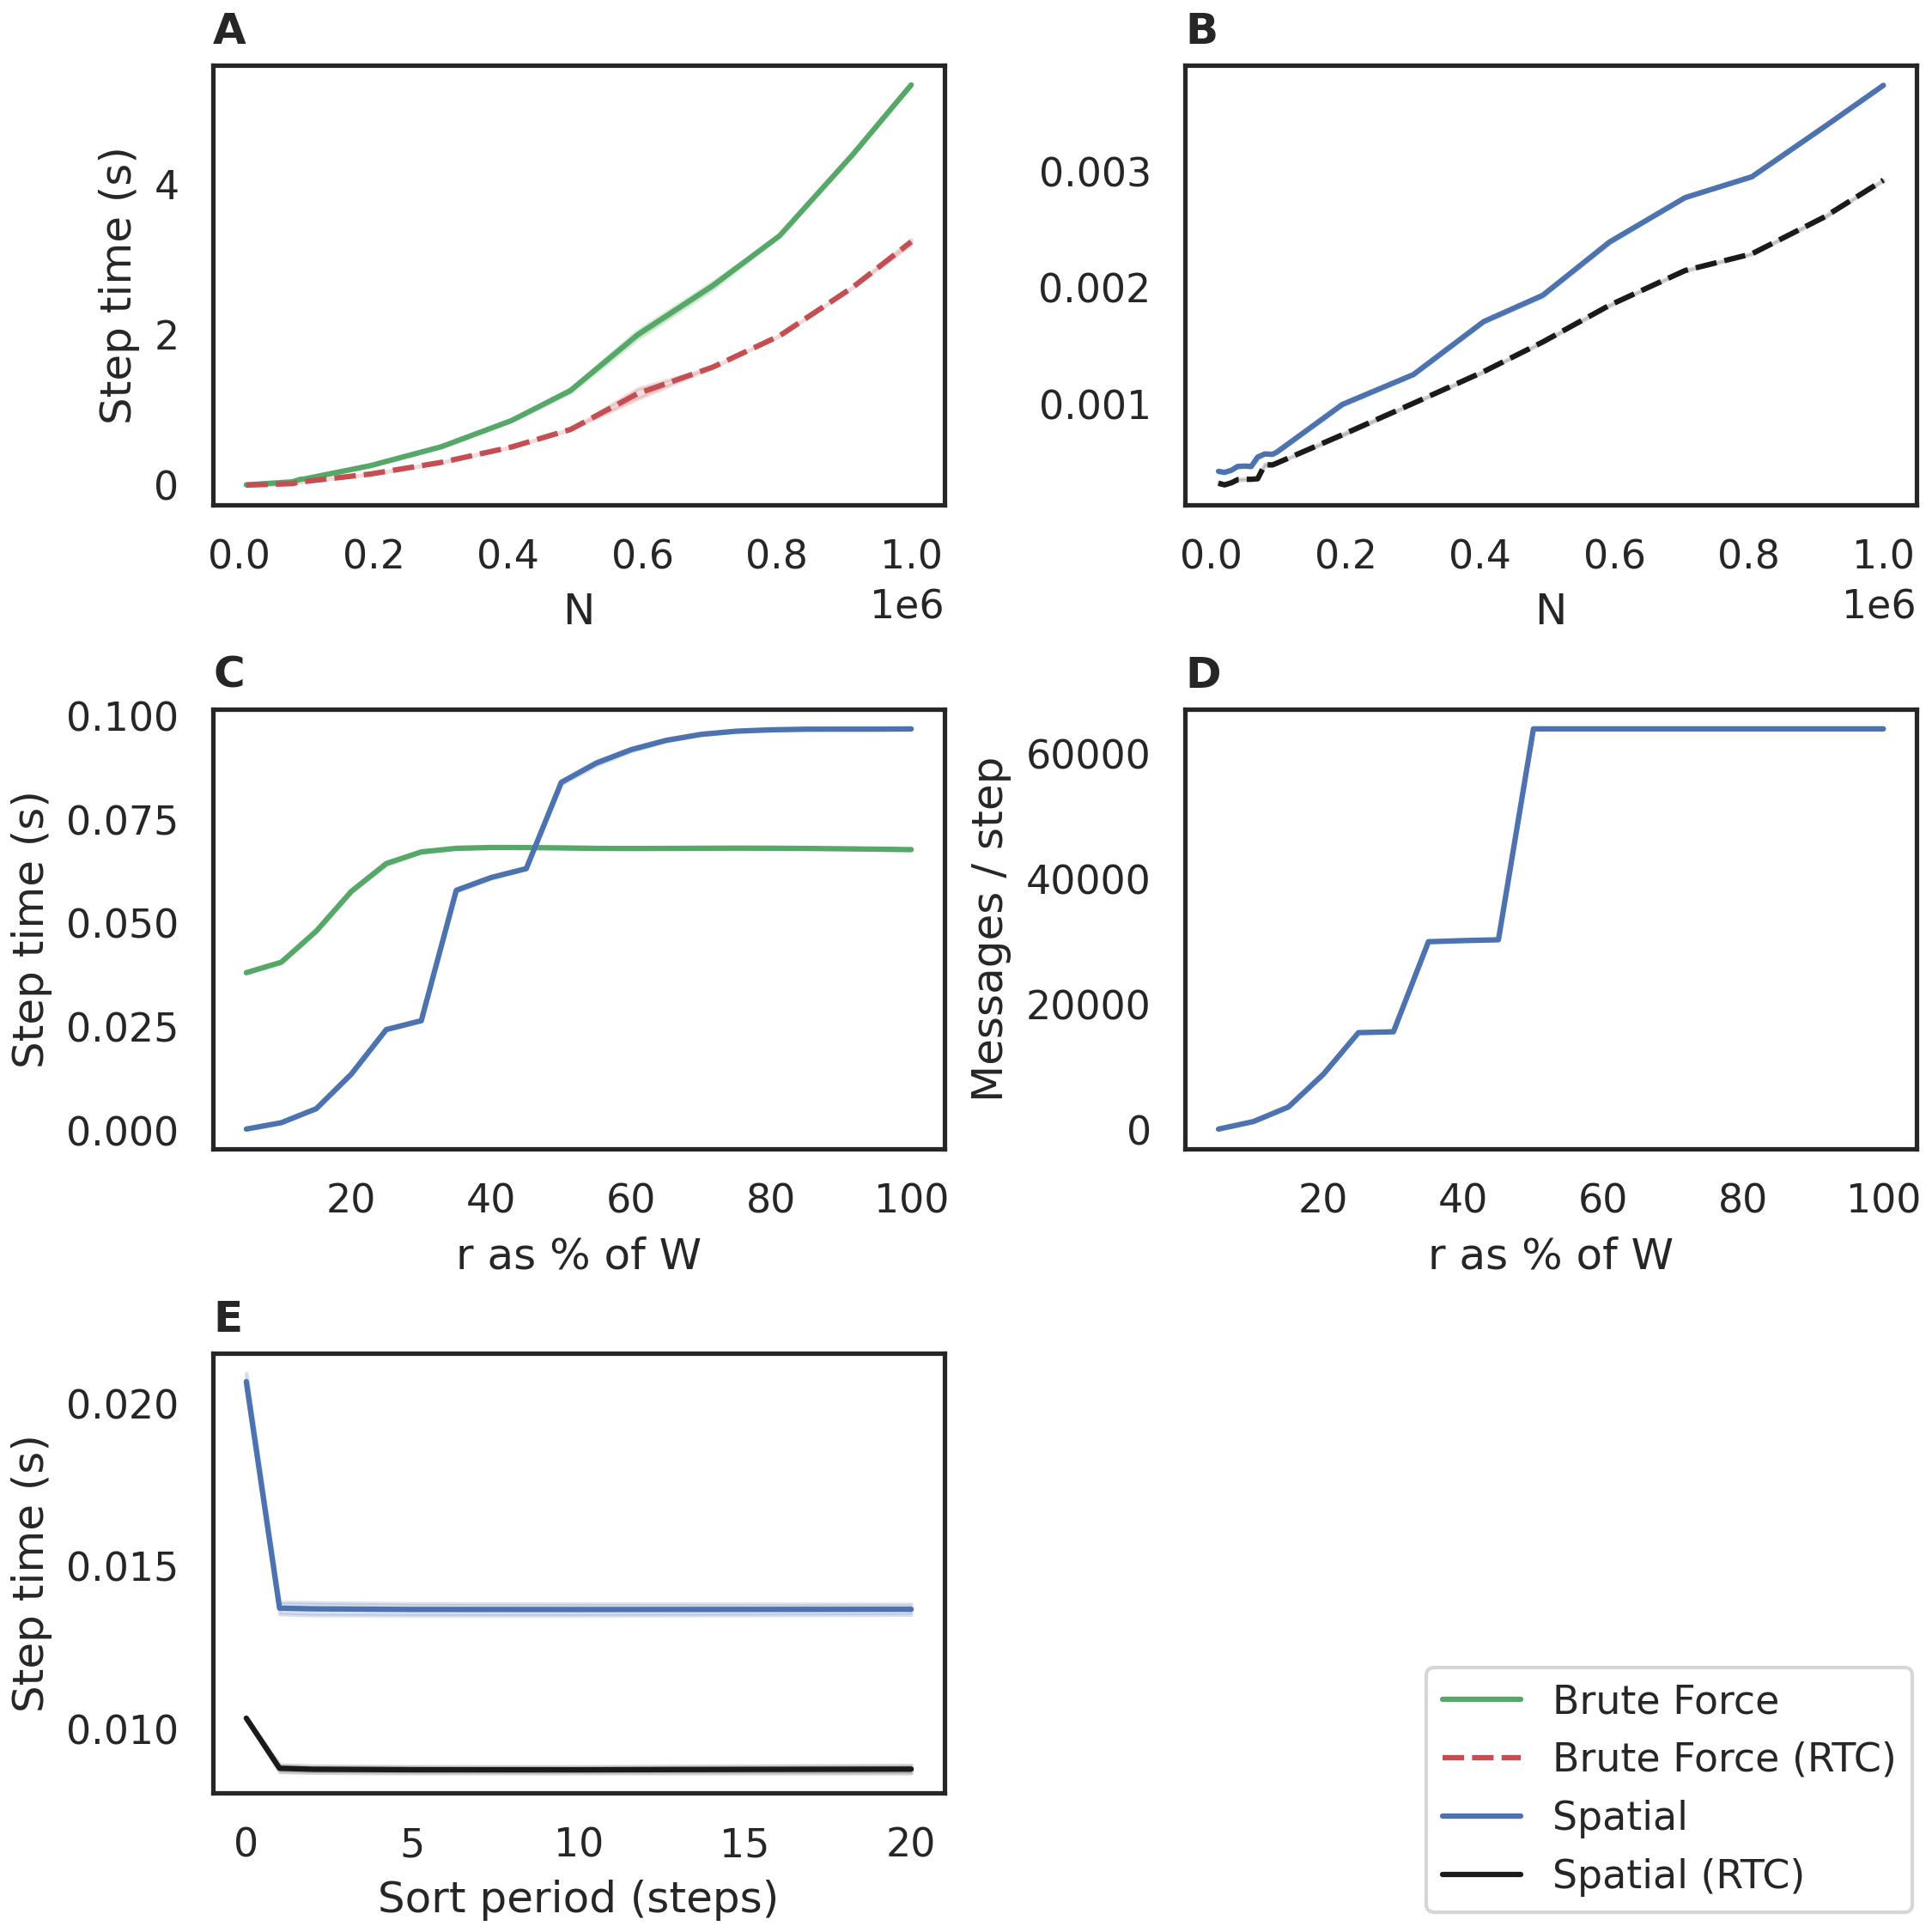 A
Step time (s)
4
2
0
0.0 0.2 0.4 0.6 0.8 1.0
1e6
N
B
0.003
0.002
0.001
0.0 0.2 0.4 0.6 0.8 1.0
1e6
N
C
Step time (s)
0.100
0.075
0.050
0.025
0.000
20 40 60 80 100
r as % of W
D
Messages / step
60000
40000
20000
0
20 40 60 80 100
r as % of W
E
Step time (s)
0.020
0.015
0.010
0 5 10 15 20
Sort period (steps)
Brute Force
Brute Force (RTC)
Spatial
Spatial (RTC)